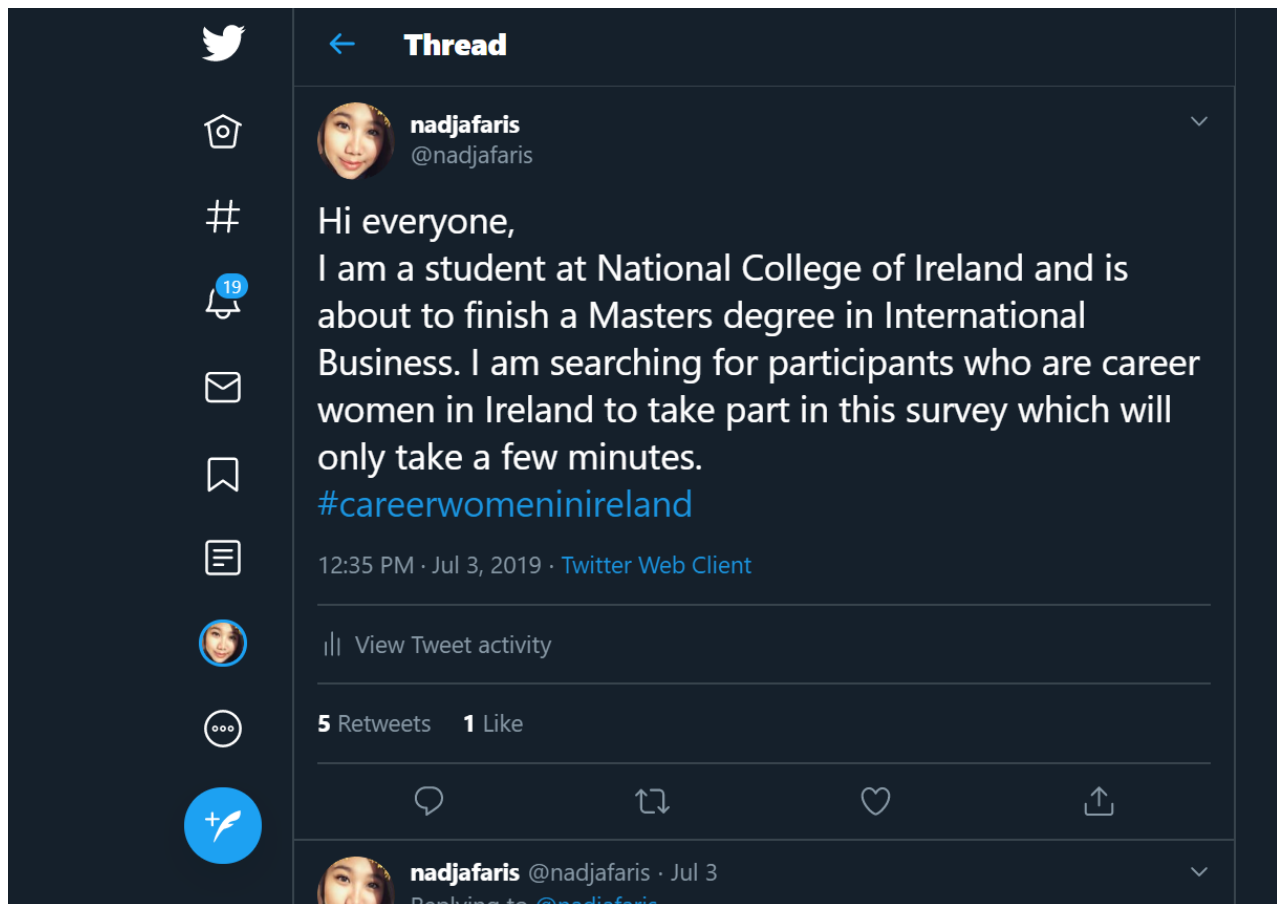 Thread
nadjafaris
@nadjafaris
Hi everyone,
I am a student at National College of Ireland and is
about to finish a Masters degree in International
Business. I am searching for participants who are career
women in Ireland to take part in this survey which will
only take a few minutes.
#careerwomeninireland
12:35 PM · Jul 3, 2019 · Twitter Web Client
View Tweet activity
5 Retweets 1 Like
19
nadjafaris @nadjafaris · Jul 3
Replying to @nadjafaris